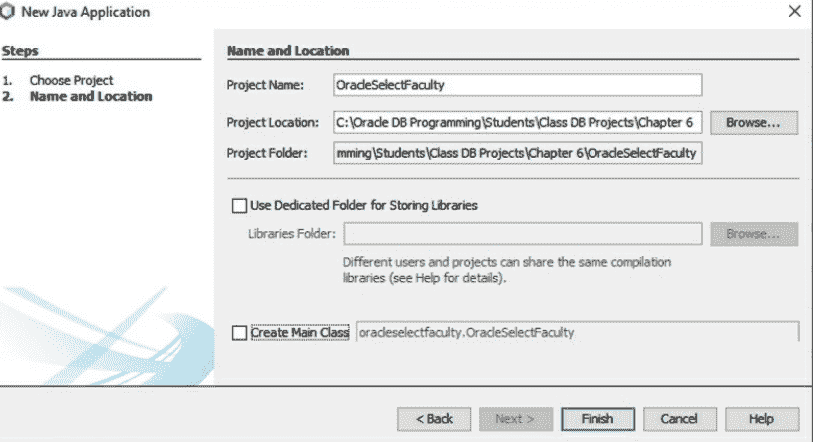 New Java Application
Steps
1. Choose Project
2. Name and Location
Name and Location
Project Name: OracleSelectFaculty
Project Location: C:\Oracle DB Programming\Students\Class DB Projects\Chapter 6 Browse...
Project Folder: mming\Students\Class DB Projects\Chapter 6\OracleSelectFaculty
Use Dedicated Folder for Storing Libraries
Libraries Folder: Browse...
Different users and projects can share the same compilation
libraries (see Help for details).
Create Main Class oracleselectfaculty.OracleSelectFaculty
< Back Next > Finish Cancel Help